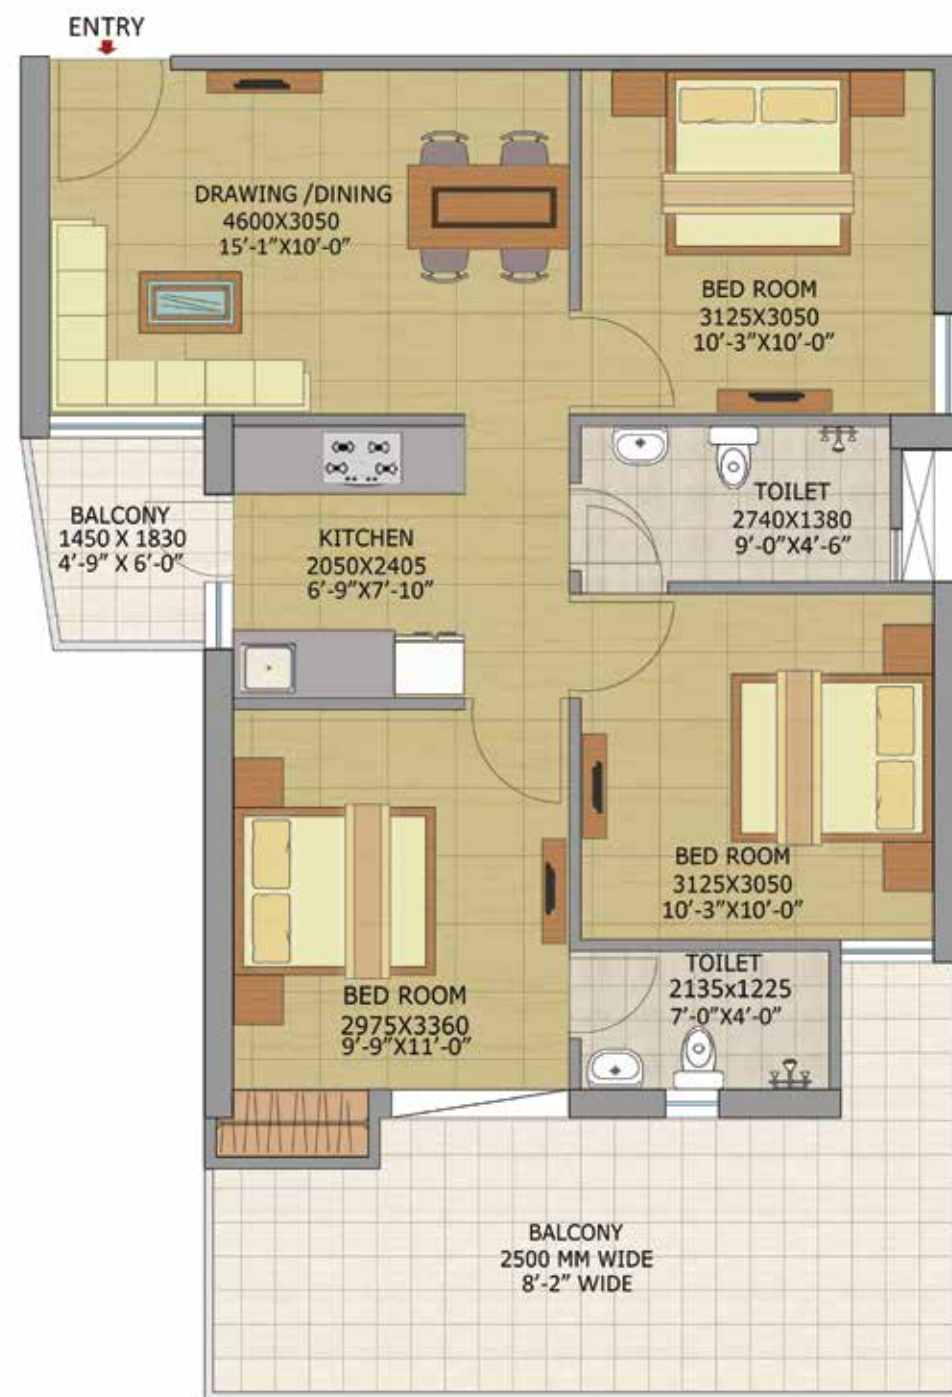 ENTRY
DRAWING /DINING
4600X3050
15'-1"X10'-0"
BED ROOM
3125X3050
10'-3"X10'-0"
BALCONY
1450 X 1830
4'-9" X 6'-0"
KITCHEN
2050X2405
6'-9"X7'-10"
TOILET
2740X1380
9'-0"X4'-6"
BED ROOM
3125X3050
10'-3"X10'-0"
BED ROOM
2975X3360
9'-9"X11'-0"
TOILET
2135x1225
7'-0"X4'-0"
BALCONY
2500 MM WIDE
8'-2" WIDE